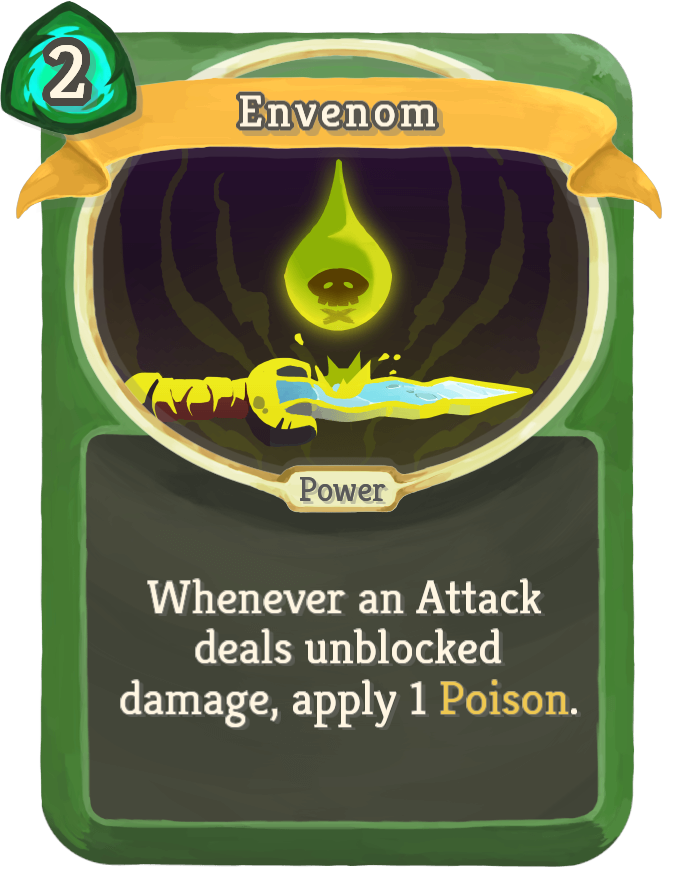 2
Envenom
Power
Whenever an Attack
deals unblocked
damage, apply 1 Poison.